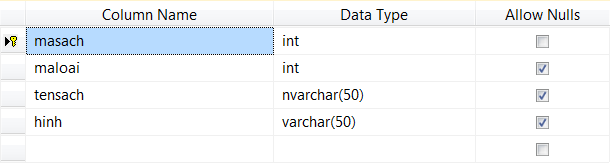 Column Name Data Type Allow Nulls
masach int
maloai int
tensach nvarchar(50)
hinh varchar(50)